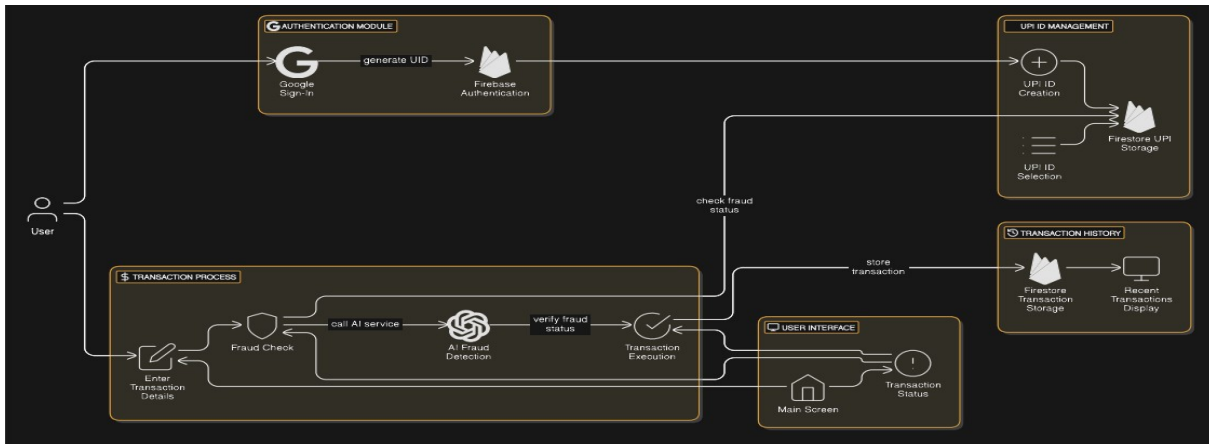 AUTHENTICATION MODULE
Google
Sign-In
generate UID
Firebase
Authentication
UPI ID MANAGEMENT
UPI ID
Creation
Firestore UPI
Storage
UPI ID
Selection
User
check fraud
status
TRANSACTION HISTORY
Firestore
Transaction
Storage
Recent
Transactions
Display
store
transaction
$ TRANSACTION PROCESS
Fraud Check
call AI service
AI Fraud
Detection
verify fraud
status
Transaction
Execution
Enter
Transaction
Details
USER INTERFACE
Main Screen
Transaction
Status